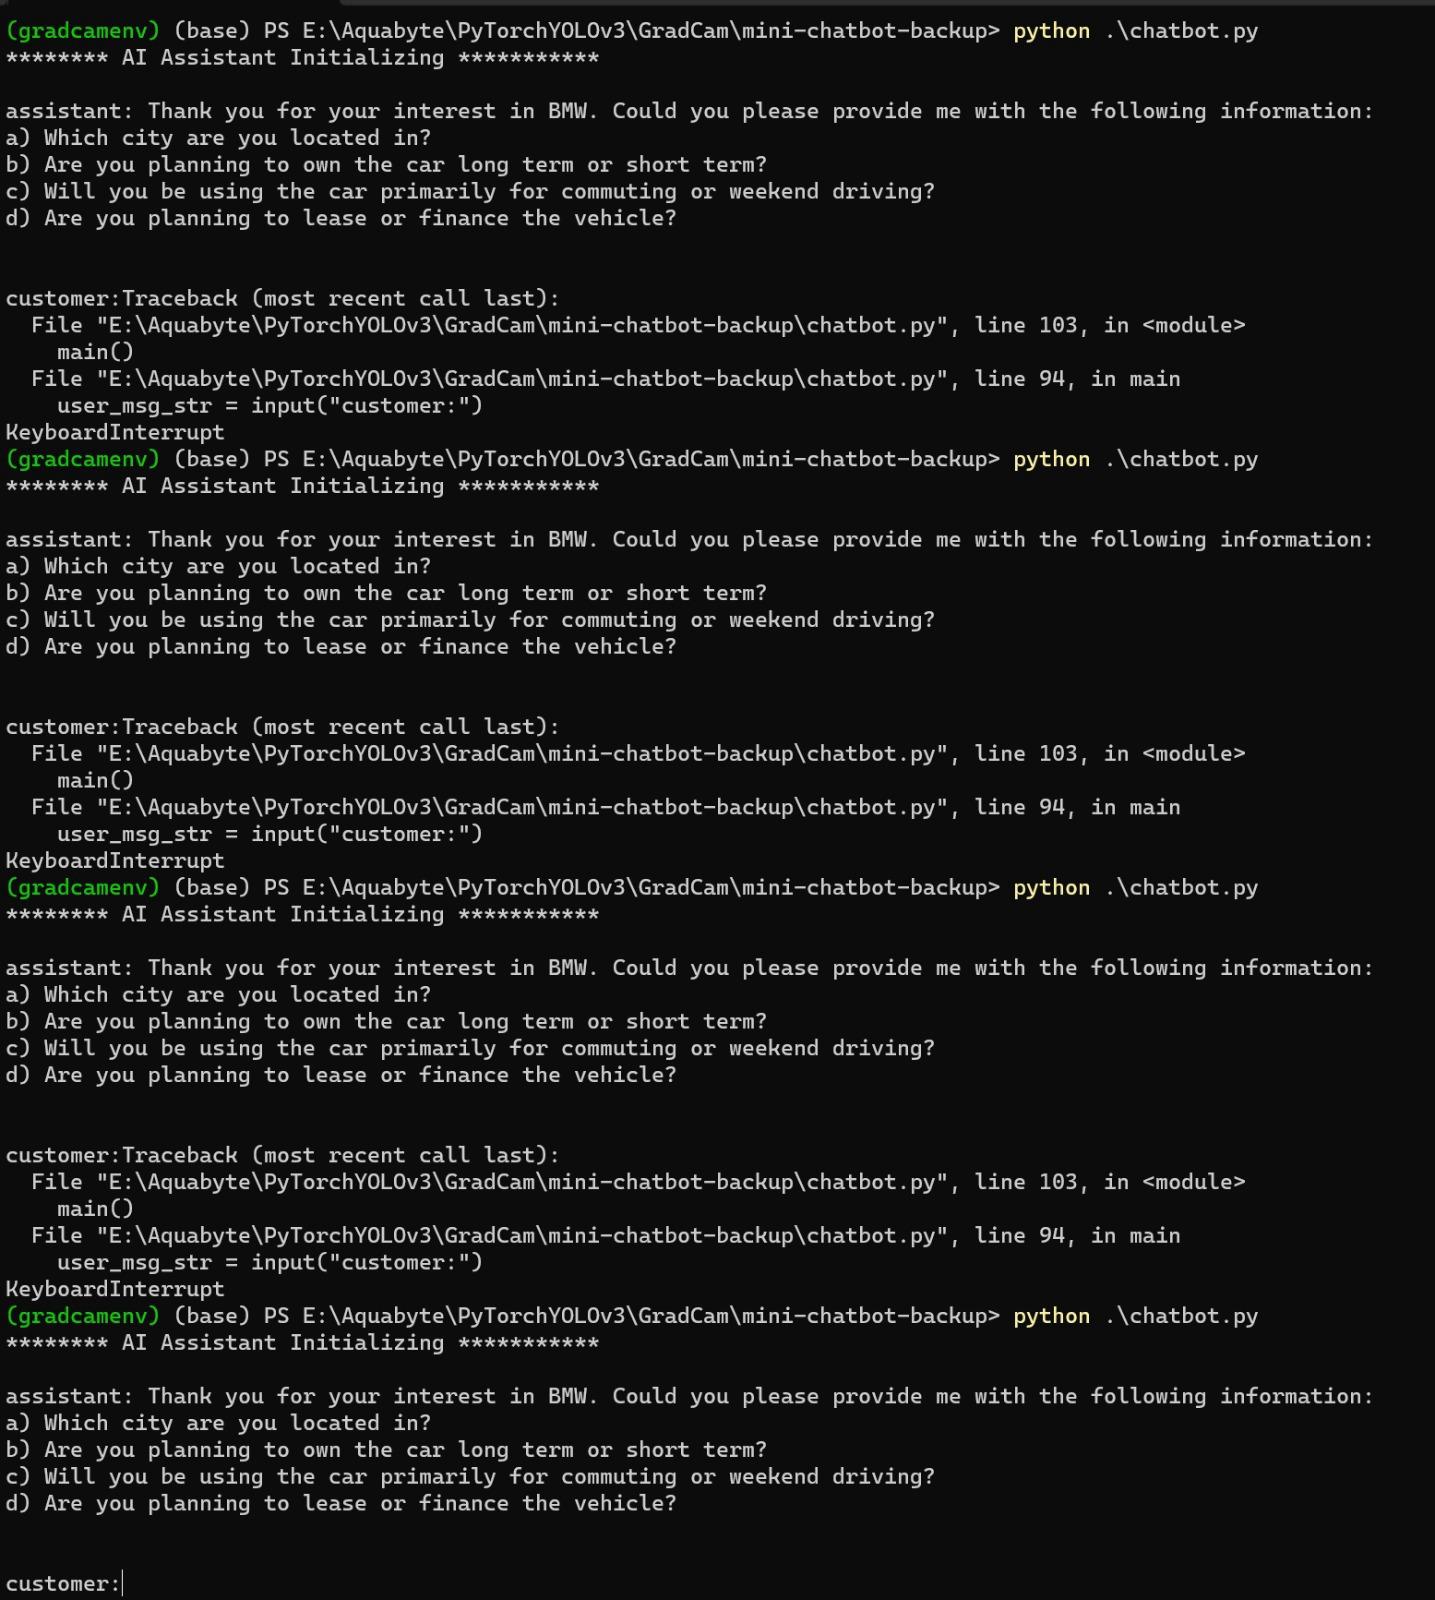 (gradcamenv) (base) PS E:\Aquabyte\PyTorchYOLOv3\GradCam\mini-chatbot-backup> python .\chatbot.py
******** AI Assistant Initializing ***********
assistant: Thank you for your interest in BMW. Could you please provide me with the following information:
a) Which city are you located in?
b) Are you planning to own the car long term or short term?
c) Will you be using the car primarily for commuting or weekend driving?
d) Are you planning to lease or finance the vehicle?
customer:Traceback (most recent call last):
  File "E:\Aquabyte\PyTorchYOLOv3\GradCam\mini-chatbot-backup\chatbot.py", line 103, in <module>
    main()
  File "E:\Aquabyte\PyTorchYOLOv3\GradCam\mini-chatbot-backup\chatbot.py", line 94, in main
    user_msg_str = input("customer:")
KeyboardInterrupt
(gradcamenv) (base) PS E:\Aquabyte\PyTorchYOLOv3\GradCam\mini-chatbot-backup> python .\chatbot.py
******** AI Assistant Initializing ***********
assistant: Thank you for your interest in BMW. Could you please provide me with the following information:
a) Which city are you located in?
b) Are you planning to own the car long term or short term?
c) Will you be using the car primarily for commuting or weekend driving?
d) Are you planning to lease or finance the vehicle?
customer:Traceback (most recent call last):
  File "E:\Aquabyte\PyTorchYOLOv3\GradCam\mini-chatbot-backup\chatbot.py", line 103, in <module>
    main()
  File "E:\Aquabyte\PyTorchYOLOv3\GradCam\mini-chatbot-backup\chatbot.py", line 94, in main
    user_msg_str = input("customer:")
KeyboardInterrupt
(gradcamenv) (base) PS E:\Aquabyte\PyTorchYOLOv3\GradCam\mini-chatbot-backup> python .\chatbot.py
******** AI Assistant Initializing ***********
assistant: Thank you for your interest in BMW. Could you please provide me with the following information:
a) Which city are you located in?
b) Are you planning to own the car long term or short term?
c) Will you be using the car primarily for commuting or weekend driving?
d) Are you planning to lease or finance the vehicle?
customer:Traceback (most recent call last):
  File "E:\Aquabyte\PyTorchYOLOv3\GradCam\mini-chatbot-backup\chatbot.py", line 103, in <module>
    main()
  File "E:\Aquabyte\PyTorchYOLOv3\GradCam\mini-chatbot-backup\chatbot.py", line 94, in main
    user_msg_str = input("customer:")
KeyboardInterrupt
(gradcamenv) (base) PS E:\Aquabyte\PyTorchYOLOv3\GradCam\mini-chatbot-backup> python .\chatbot.py
******** AI Assistant Initializing ***********
assistant: Thank you for your interest in BMW. Could you please provide me with the following information:
a) Which city are you located in?
b) Are you planning to own the car long term or short term?
c) Will you be using the car primarily for commuting or weekend driving?
d) Are you planning to lease or finance the vehicle?
customer: